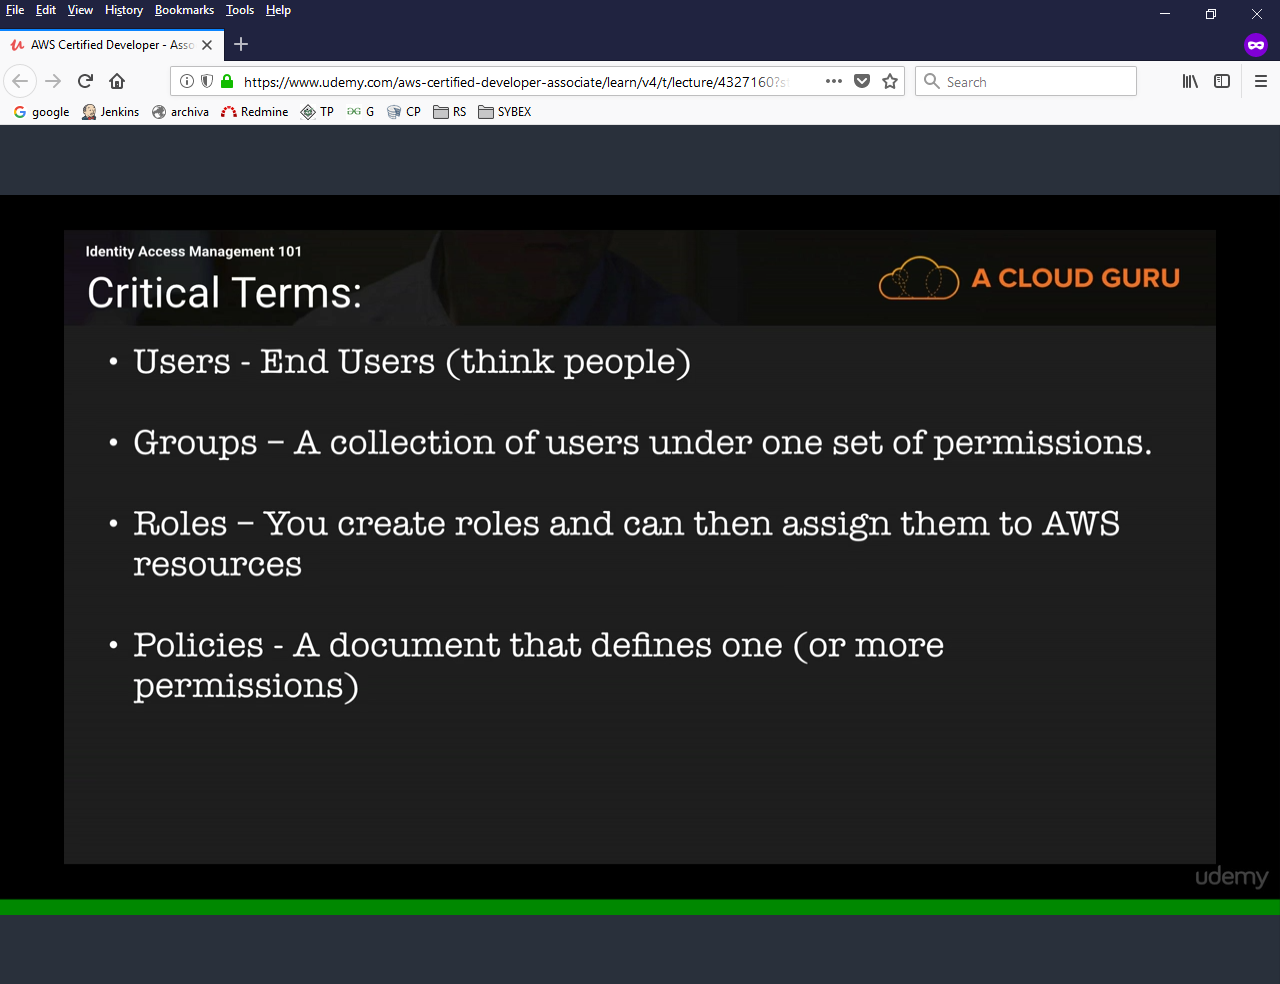 File Edit View History Bookmarks Tools Help
AWS Certified Developer - Asso
https://www.udemy.com/aws-certified-developer-associate/learn/v4/t/lecture/4327160?s
Search
google Jenkins archiva Redmine TP G CP RS SYBEX
Identity Access Management 101
Critical Terms:
A CLOUD GURU
• Users - End Users (think people)
• Groups – A collection of users under one set of permissions.
• Roles – You create roles and can then assign them to AWS
resources
• Policies - A document that defines one (or more
permissions)
udemy